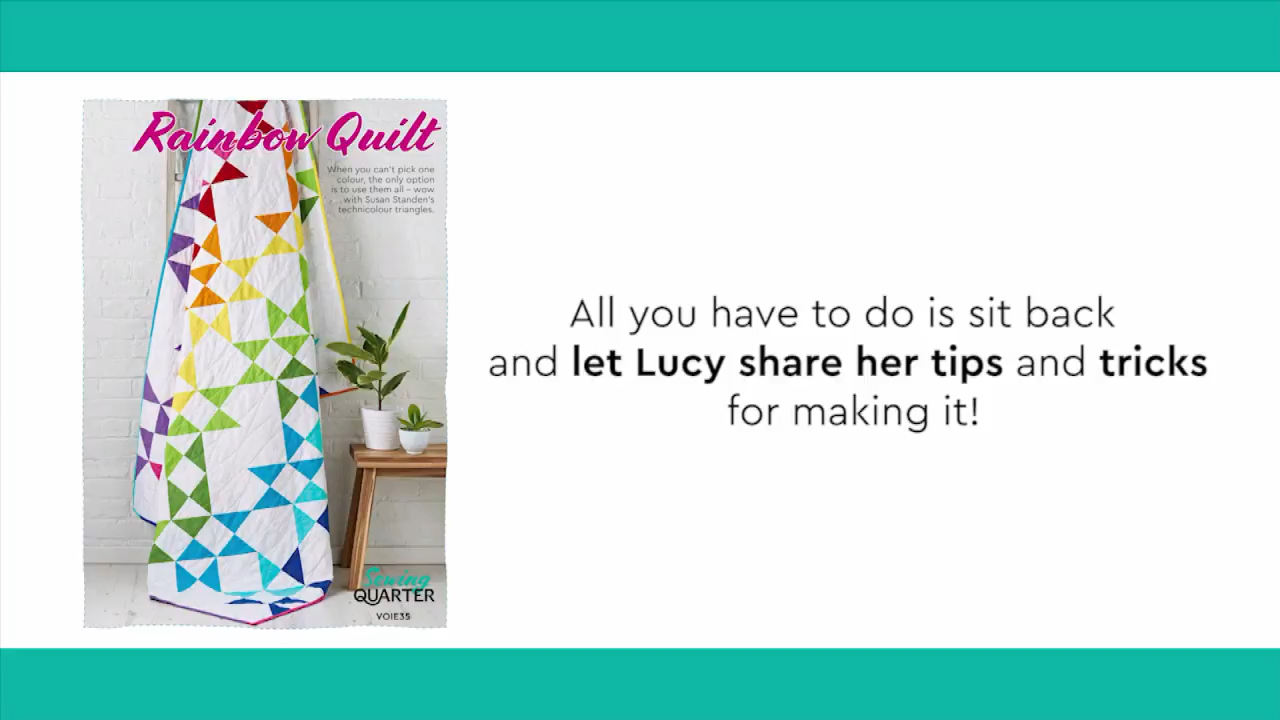 Rainbow Quilt
When you can't pick one
colour, the only option
is to use them all – wow
with Susan Standen's
technicolour triangles.
All you have to do is sit back
and let Lucy share her tips and tricks
for making it!
Sewing
QUARTER
VOIE35